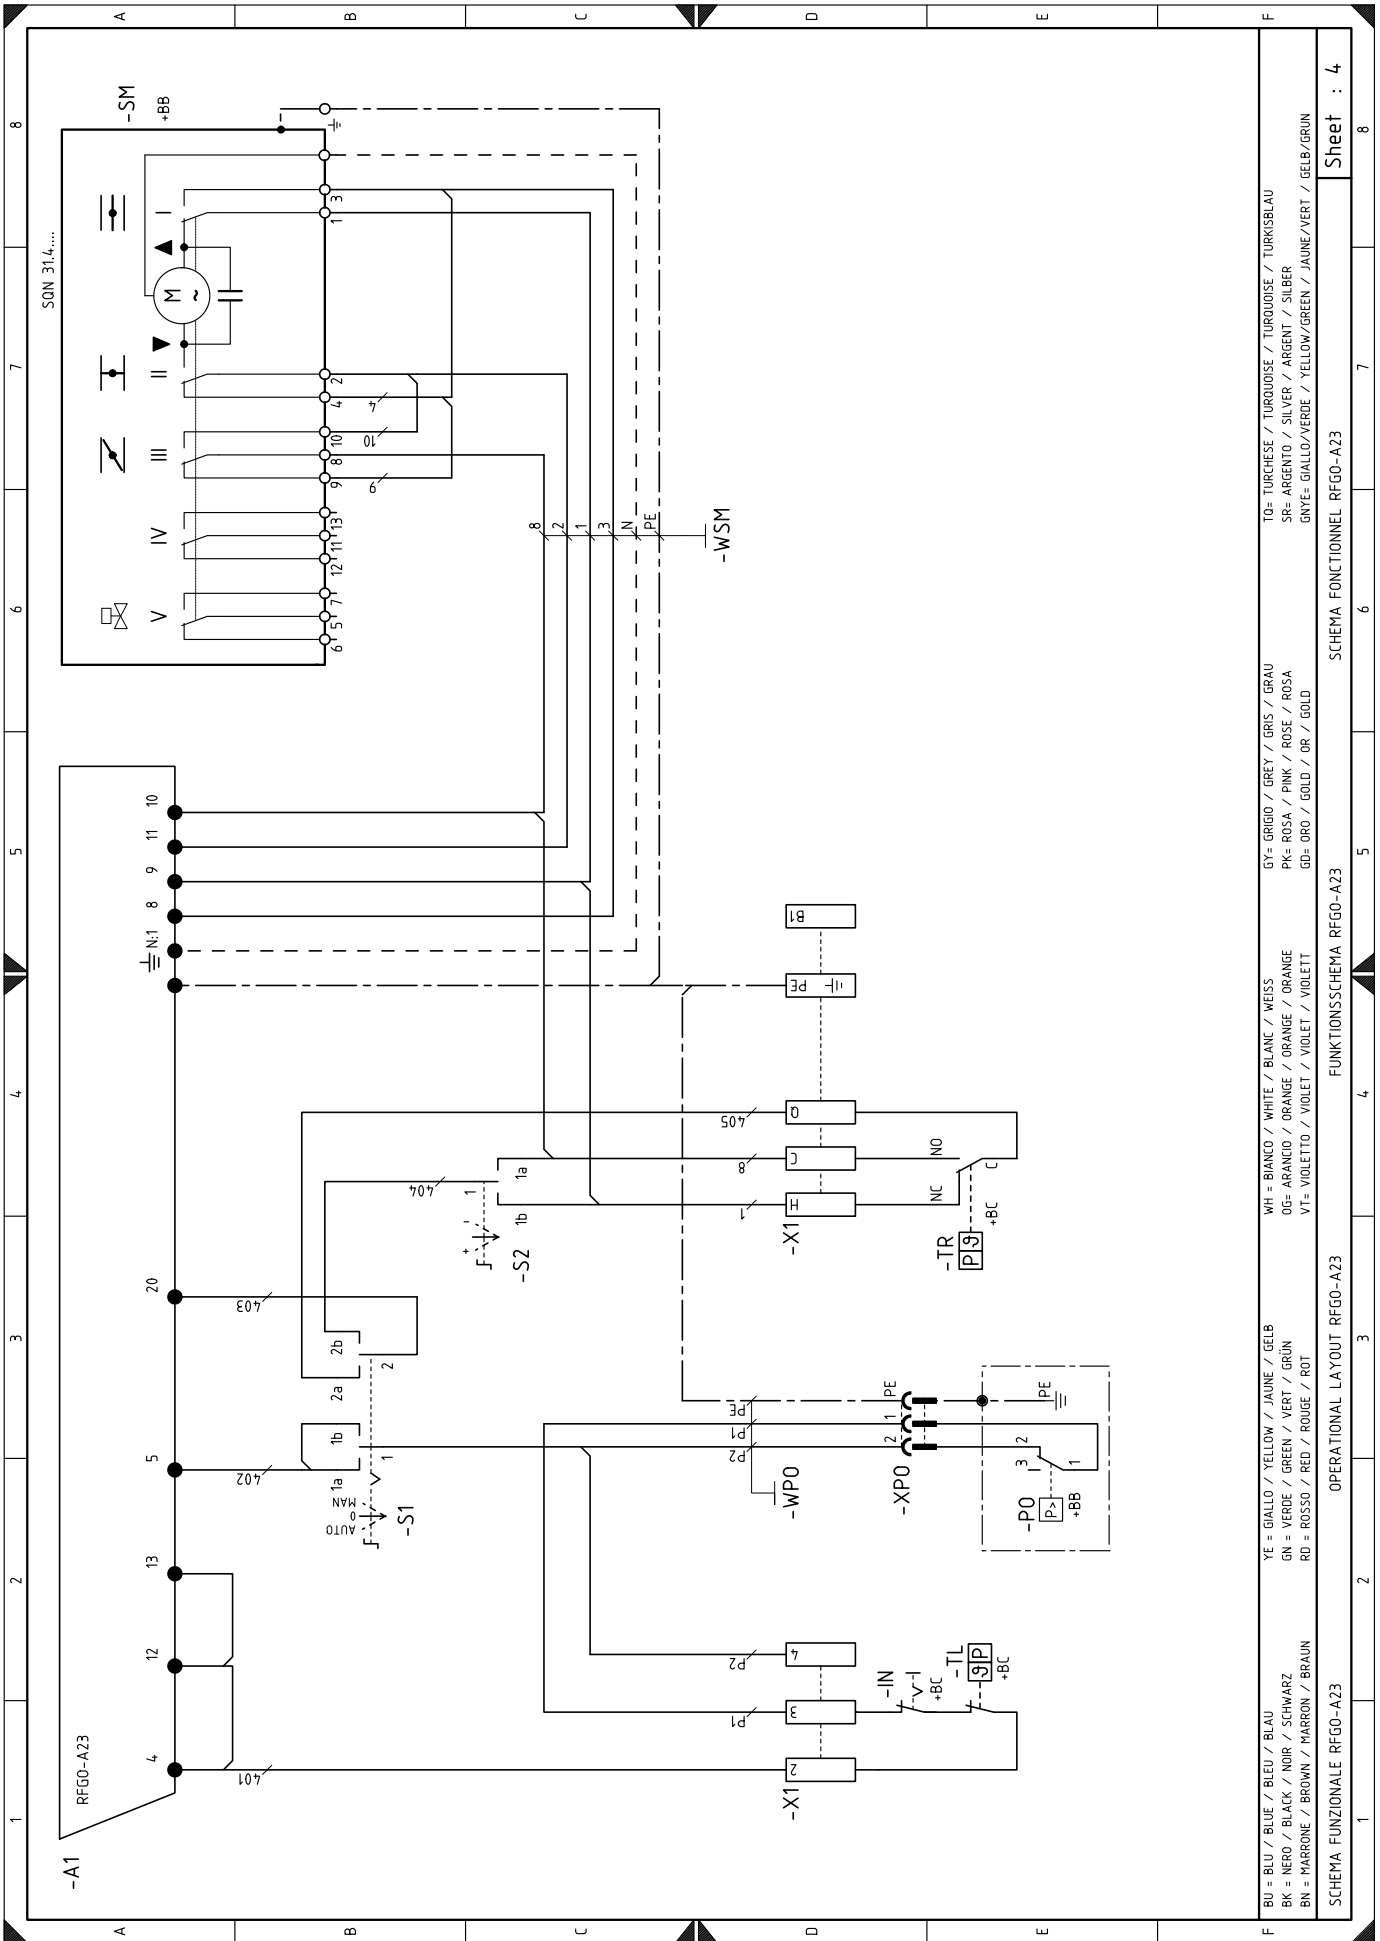 1 2 3 4 5 6 7 8
A B C D E F
-A1
RFGO-A23
4 12 13 5 20 N:1 8 9 11 10
401
402
403
-S1
AUTO 0 MAN
1a 1b
1
2a 2b
2
404
-S2
+ -
1
1b 1a
-SM
+BB
SQN 31.4....
V IV III II I
M
~
6 5 7 12 11 13 9 8 10 4 2 1 3
9
10
4
8
2
1
3
N
PE
-WSM
P1
P2
P2
P1
PE
-WPO
1
8
405
-X1
2 3 4
-X1
H C Q PE B1
-IN
+BC
-TL
ϑ P
+BC
-XPO
2 1 PE
-PO
P>
+BB
3 2
1
PE
-TR
P ϑ
+BC
NC NO
C
BU = BLU / BLUE / BLEU / BLAU
BK = NERO / BLACK / NOIR / SCHWARZ
BN = MARRONE / BROWN / MARRON / BRAUN
YE = GIALLO / YELLOW / JAUNE / GELB
GN = VERDE / GREEN / VERT / GRÜN
RD = ROSSO / RED / ROUGE / ROT
WH = BIANCO / WHITE / BLANC / WEISS
OG= ARANCIO / ORANGE / ORANGE / ORANGE
VT= VIOLETTO / VIOLET / VIOLET / VIOLETT
GY= GRIGIO / GREY / GRIS / GRAU
PK= ROSA / PINK / ROSE / ROSA
GD= ORO / GOLD / OR / GOLD
TQ= TURCHESE / TURQUOISE / TURQUOISE / TURKISBLAU
SR= ARGENTO / SILVER / ARGENT / SILBER
GNYE= GIALLO/VERDE / YELLOW/GREEN / JAUNE/VERT / GELB/GRUN
SCHEMA FUNZIONALE RFGO-A23
OPERATIONAL LAYOUT RFGO-A23
FUNKTIONSSCHEMA RFGO-A23
SCHEMA FONCTIONNEL RFGO-A23
Sheet : 4
1 2 3 4 5 6 7 8
A B C D E F